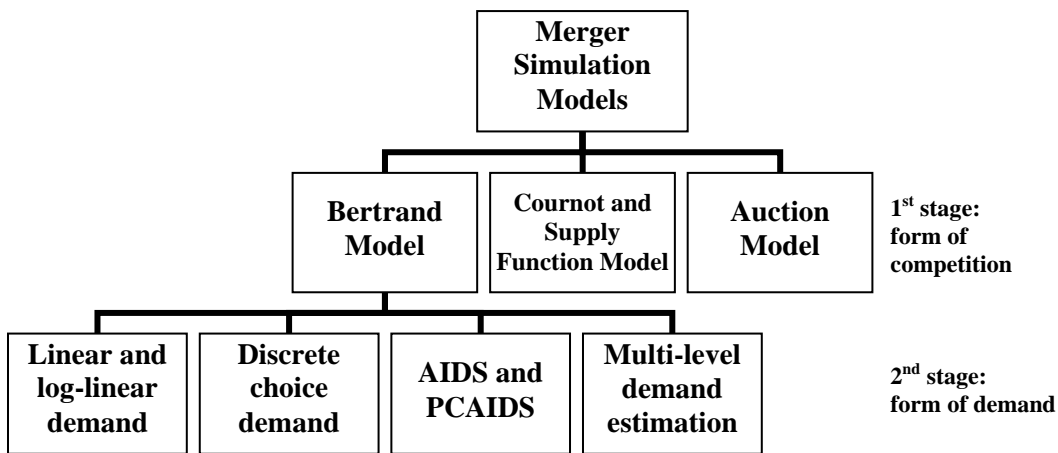 Merger
Simulation
Models
Bertrand
Model
Cournot and
Supply
Function Model
Auction
Model
1st stage:
form of
competition
Linear and
log-linear
demand
Discrete
choice
demand
AIDS and
PCAIDS
Multi-level
demand
estimation
2nd stage:
form of demand